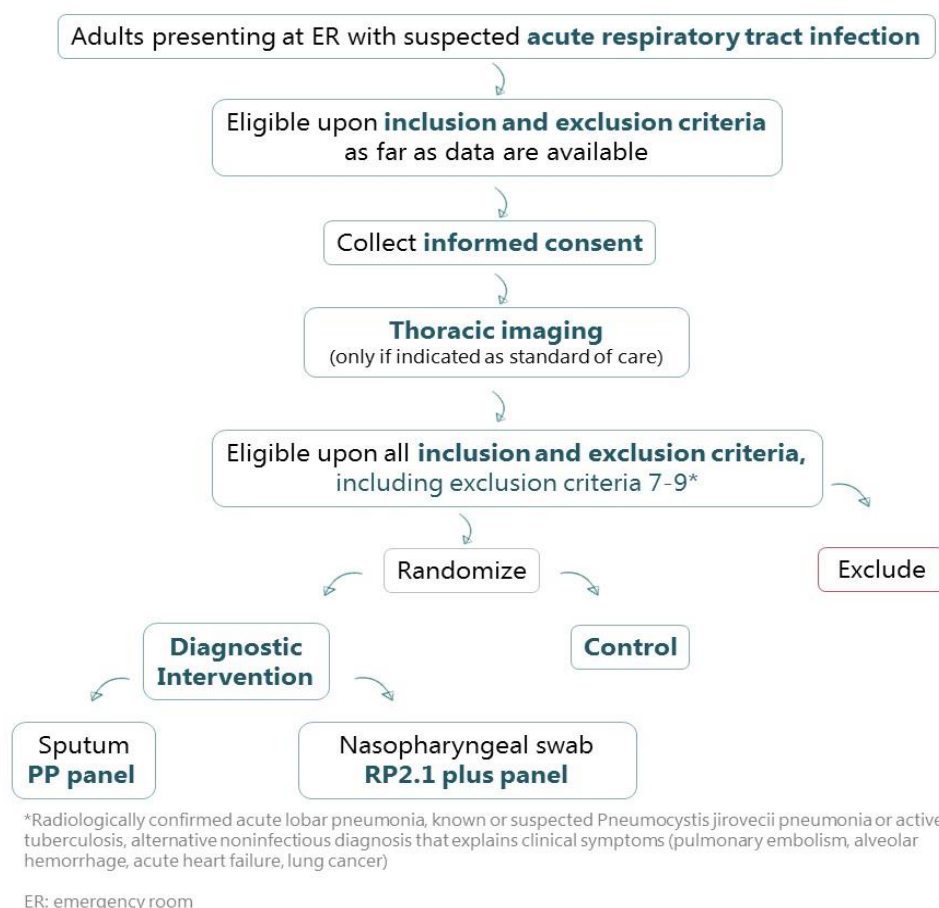 Adults presenting at ER with suspected acute respiratory tract infection
Eligible upon inclusion and exclusion criteria
as far as data are available
Collect informed consent
Thoracic imaging
(only if indicated as standard of care)
Eligible upon all inclusion and exclusion criteria,
including exclusion criteria 7-9*
Randomize
Exclude
Diagnostic
Intervention
Control
Sputum
PP panel
Nasopharyngeal swab
RP2.1 plus panel
*Radiologically confirmed acute lobar pneumonia, known or suspected Pneumocystis jirovecii pneumonia or active
tuberculosis, alternative noninfectious diagnosis that explains clinical symptoms (pulmonary embolism, alveolar
hemorrhage, acute heart failure, lung cancer)
ER: emergency room